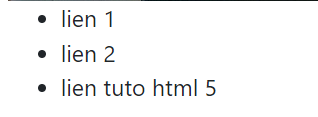 • lien 1
• lien 2
• lien tuto html 5